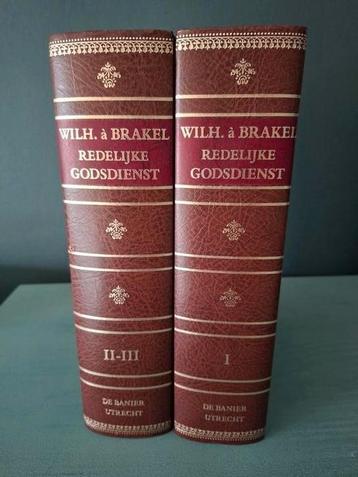 WILH. à BRAKEL
REDELIJKE
GODSDIENST
II-III
DE BANIER
UTRECHT
WILH. à BRAKEL
REDELIJKE
GODSDIENST
I
DE BANIER
UTRECHT